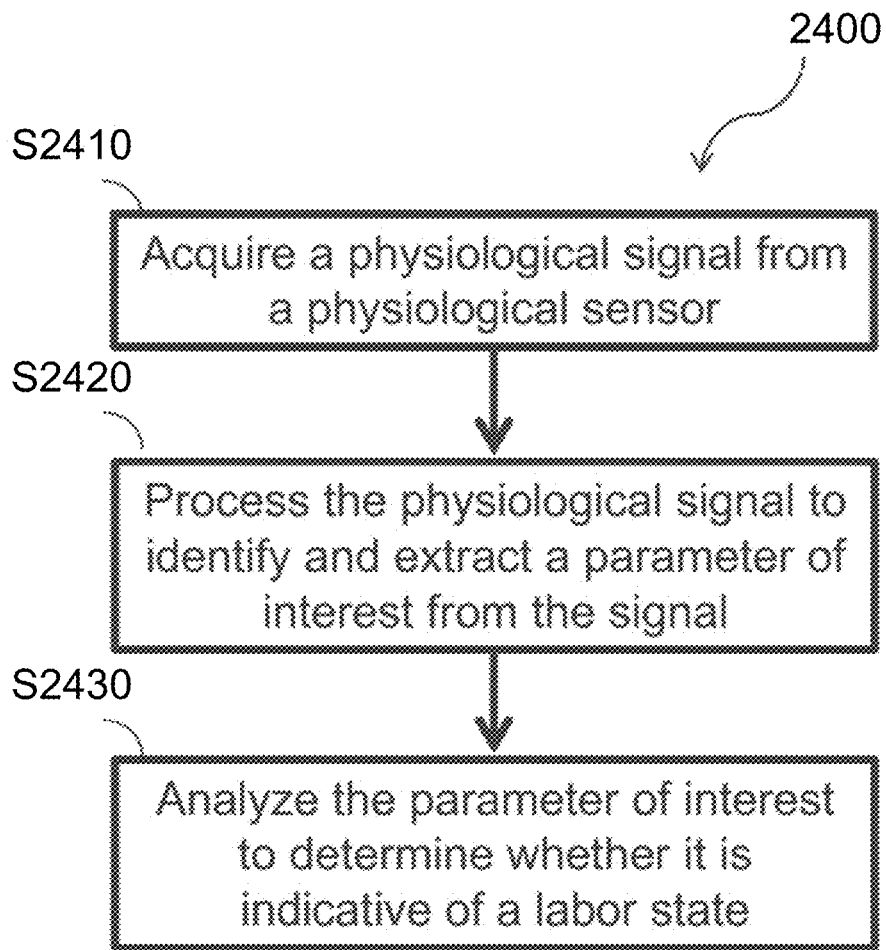 2400
S2410
Acquire a physiological signal from
a physiological sensor
S2420
Process the physiological signal to
identify and extract a parameter of
interest from the signal
S2430
Analyze the parameter of interest
to determine whether it is
indicative of a labor state